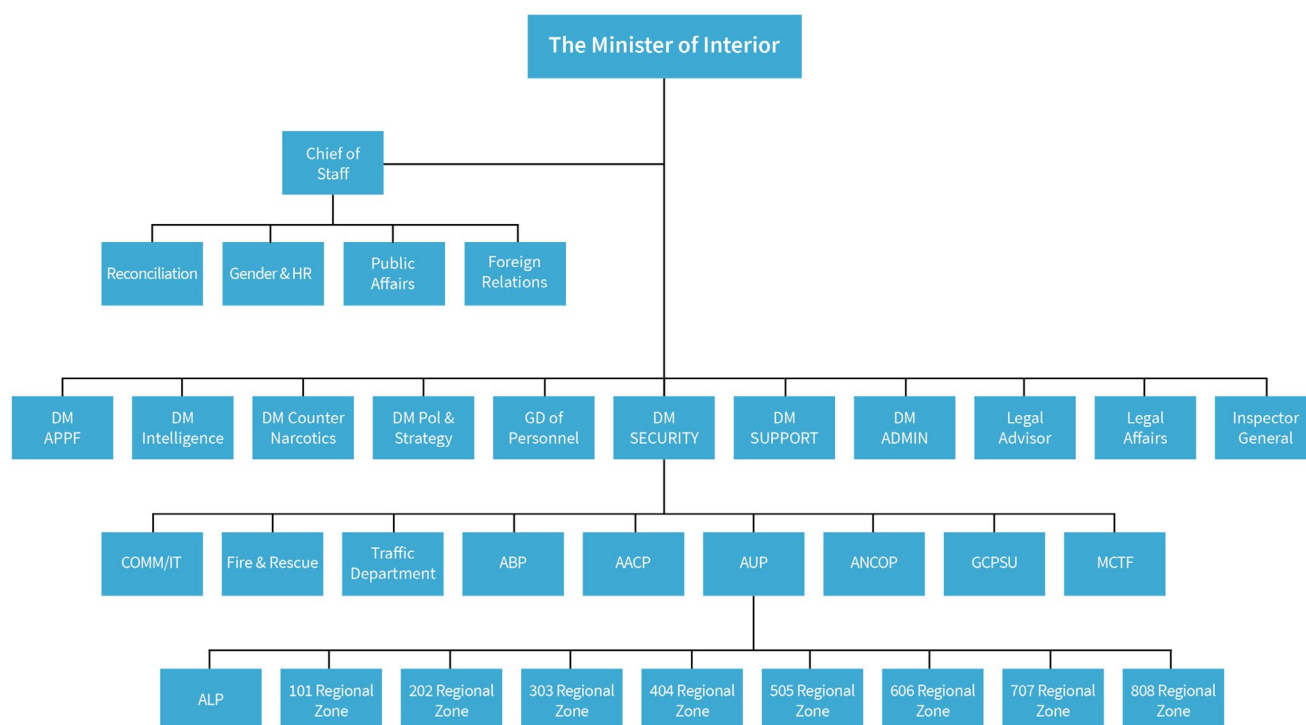 The Minister of Interior
Chief of
Staff
Reconciliation
Gender & HR
Public
Affairs
Foreign
Relations
DM
APPF
DM
Intelligence
DM Counter
Narcotics
DM Pol &
Strategy
GD of
Personnel
DM
SECURITY
DM
SUPPORT
DM
ADMIN
Legal
Advisor
Legal
Affairs
Inspector
General
COMM/IT
Fire & Rescue
Traffic
Department
ABP
AACP
AUP
ANCOP
GCPSU
MCTF
ALP
101 Regional
Zone
202 Regional
Zone
303 Regional
Zone
404 Regional
Zone
505 Regional
Zone
606 Regional
Zone
707 Regional
Zone
808 Regional
Zone